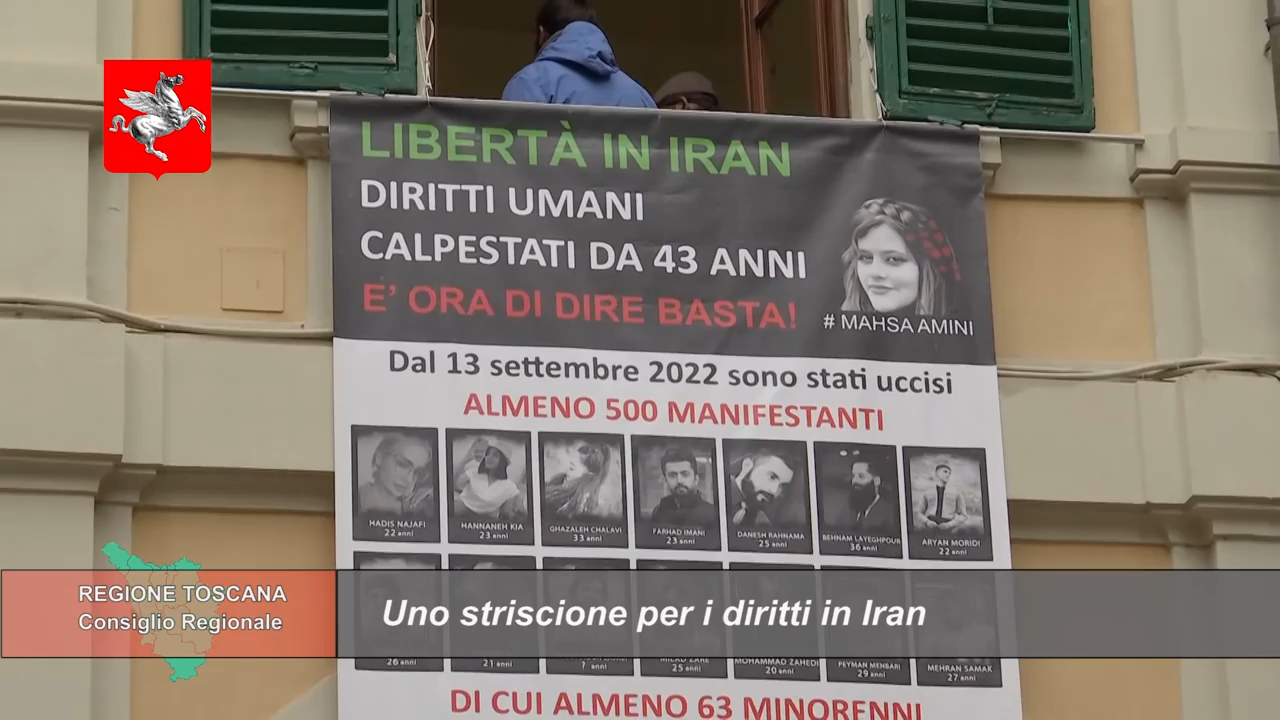 LIBERTÀ IN IRAN
DIRITTI UMANI
CALPESTATI DA 43 ANNI
E' ORA DI DIRE BASTA!
# MAHSA AMINI
Dal 13 settembre 2022 sono stati uccisi
ALMENO 500 MANIFESTANTI
HADIS NAJAFI
22 anni
HANNANEH KIA
23 anni
GHAZALEH CHALAVI
33 anni
FARHAD IMANI
23 anni
DANESH RAHNAMA
25 anni
BEHNAM LAYEGHPOUR
36 anni
ARYAN MORIDI
22 anni
REGIONE TOSCANA
Consiglio Regionale
Uno striscione per i diritti in Iran
26 anni
21 anni
? anni
MILAD ZARE
25 anni
MOHAMMAD ZAHEDI
20 anni
PEYMAN MENBARI
29 anni
MEHRAN SAMAK
27 anni
DI CUI ALMENO 63 MINORENNI